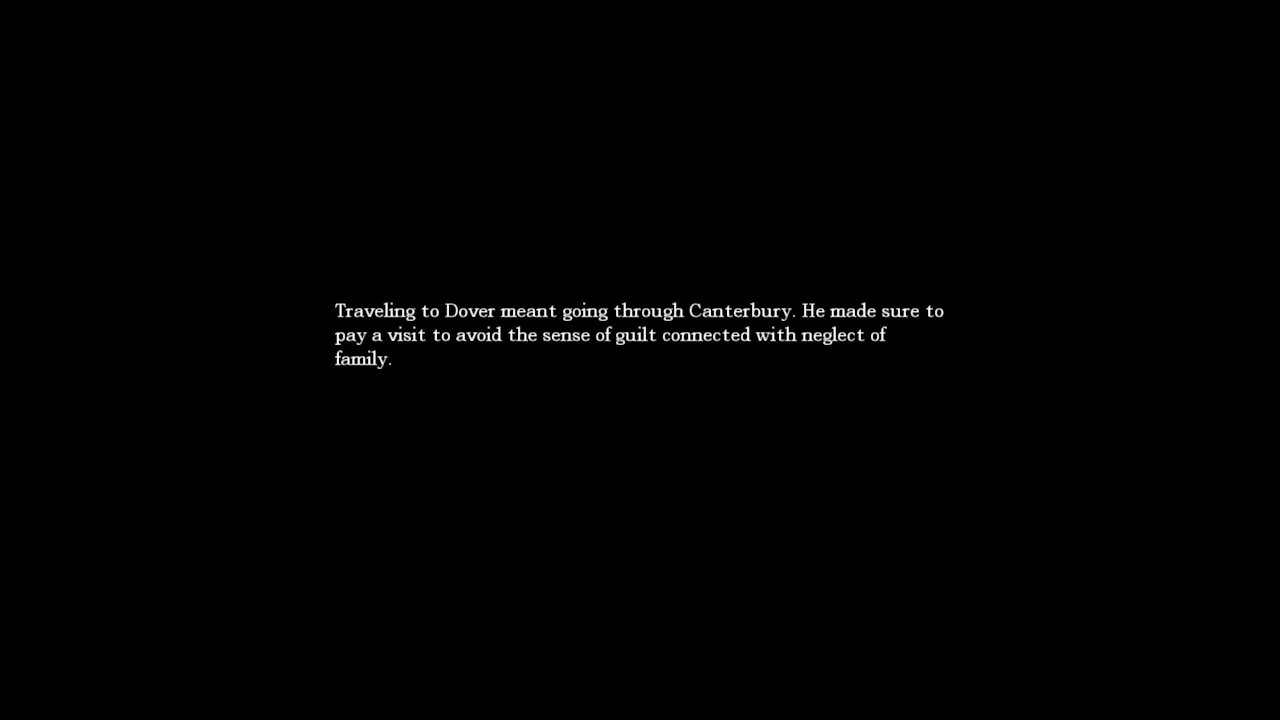 Traveling to Dover meant going through Canterbury. He made sure to
pay a visit to avoid the sense of guilt connected with neglect of
family.